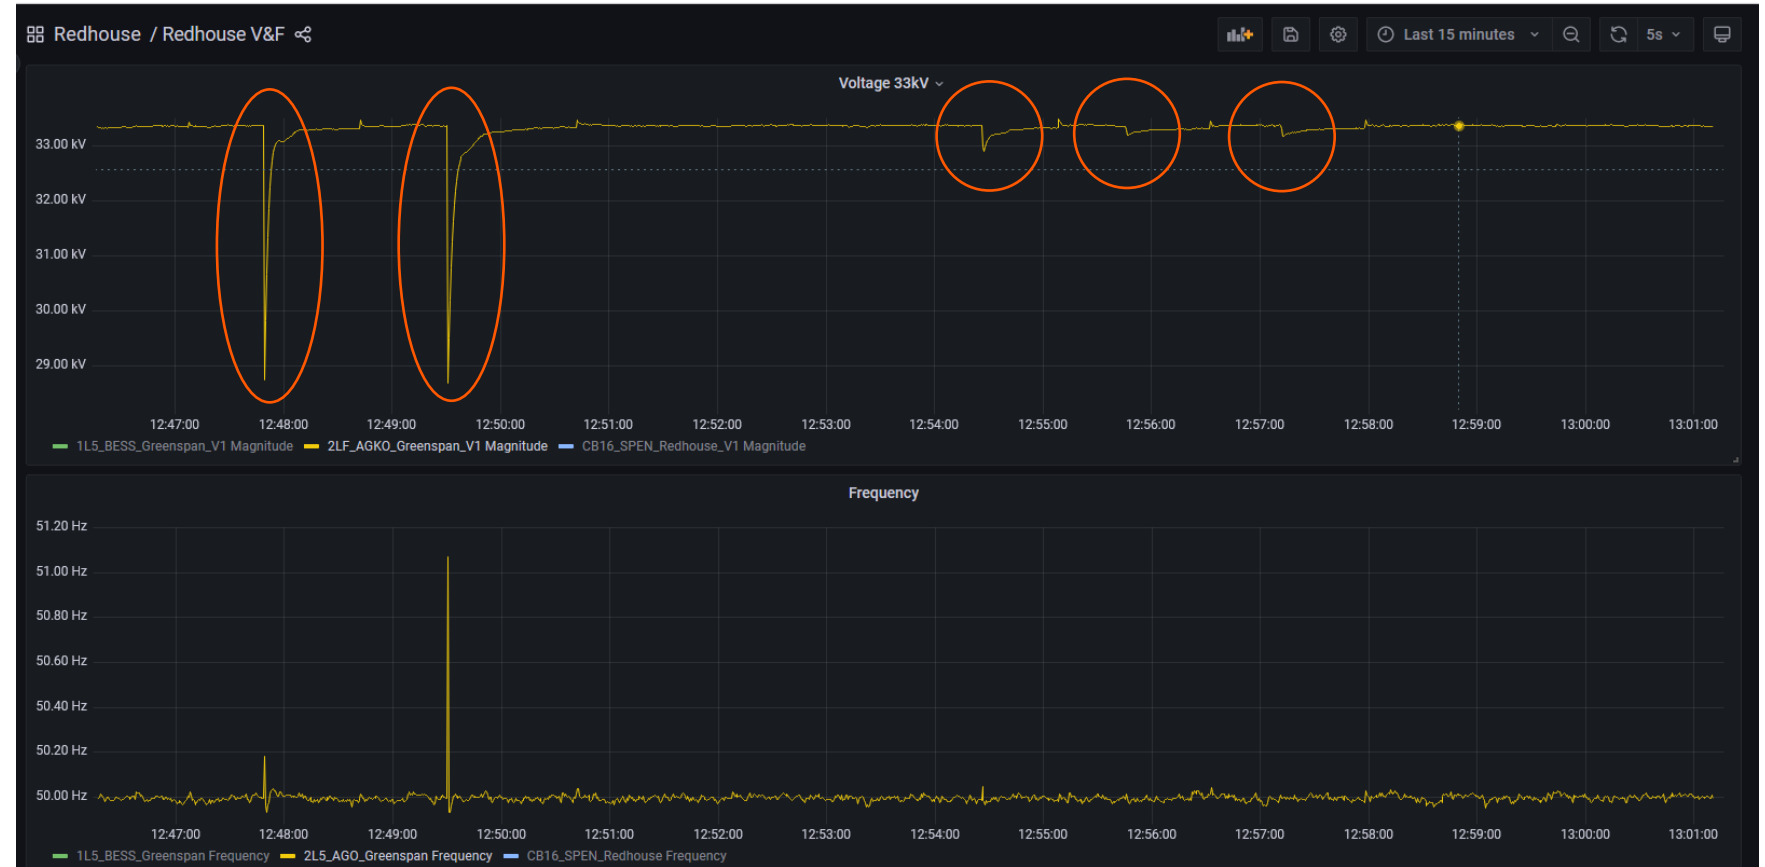 Redhouse / Redhouse V&F
Last 15 minutes
5s
Voltage 33kV
33.00 kV
32.00 kV
31.00 kV
30.00 kV
29.00 kV
12:47:00 12:48:00 12:49:00 12:50:00 12:51:00 12:52:00 12:53:00 12:54:00 12:55:00 12:56:00 12:57:00 12:58:00 12:59:00 13:00:00 13:01:00
1L5_BESS_Greenspan_V1 Magnitude 2LF_AGKO_Greenspan_V1 Magnitude CB16_SPEN_Redhouse_V1 Magnitude
Frequency
51.20 Hz
51.00 Hz
50.80 Hz
50.60 Hz
50.40 Hz
50.20 Hz
50.00 Hz
12:47:00 12:48:00 12:49:00 12:50:00 12:51:00 12:52:00 12:53:00 12:54:00 12:55:00 12:56:00 12:57:00 12:58:00 12:59:00 13:00:00 13:01:00
1L5_BESS_Greenspan Frequency 2L5_AGO_Greenspan Frequency CB16_SPEN_Redhouse Frequency